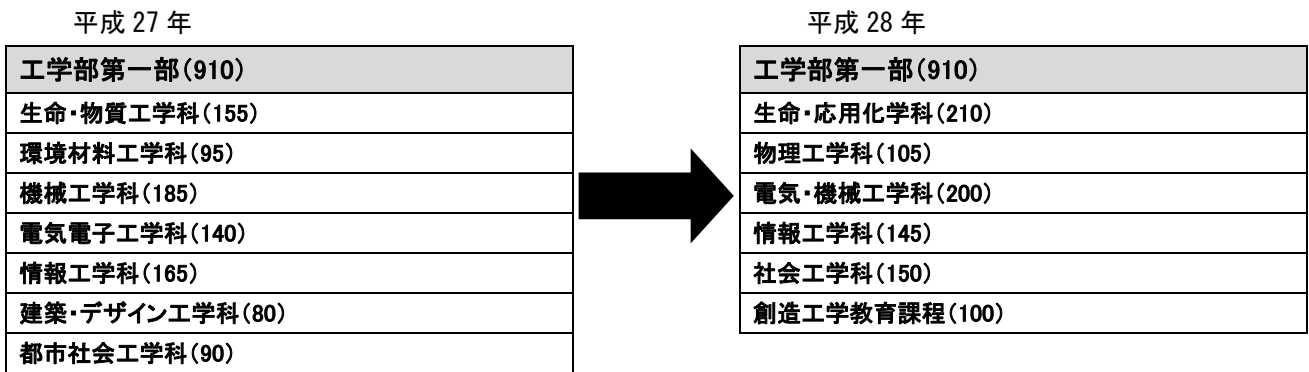 平成 27 年
工学部第一部(910)
生命・物質工学科(155)
環境材料工学科(95)
機械工学科(185)
電気電子工学科(140)
情報工学科(165)
建築・デザイン工学科(80)
都市社会工学科(90)
平成 28 年
工学部第一部(910)
生命・応用化学科(210)
物理工学科(105)
電気・機械工学科(200)
情報工学科(145)
社会工学科(150)
創造工学教育課程(100)